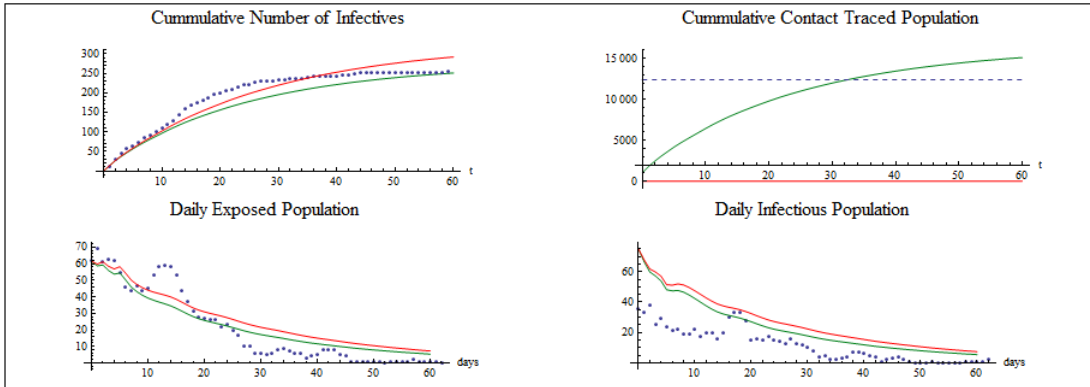 Cummulative Number of Infectives
300
250
200
150
100
50
10 20 30 40 50 60 t
Cummulative Contact Traced Population
15 000
10 000
5000
0
10 20 30 40 50 60 t
Daily Exposed Population
70
60
50
40
30
20
10
10 20 30 40 50 60 days
Daily Infectious Population
60
40
20
10 20 30 40 50 60 days